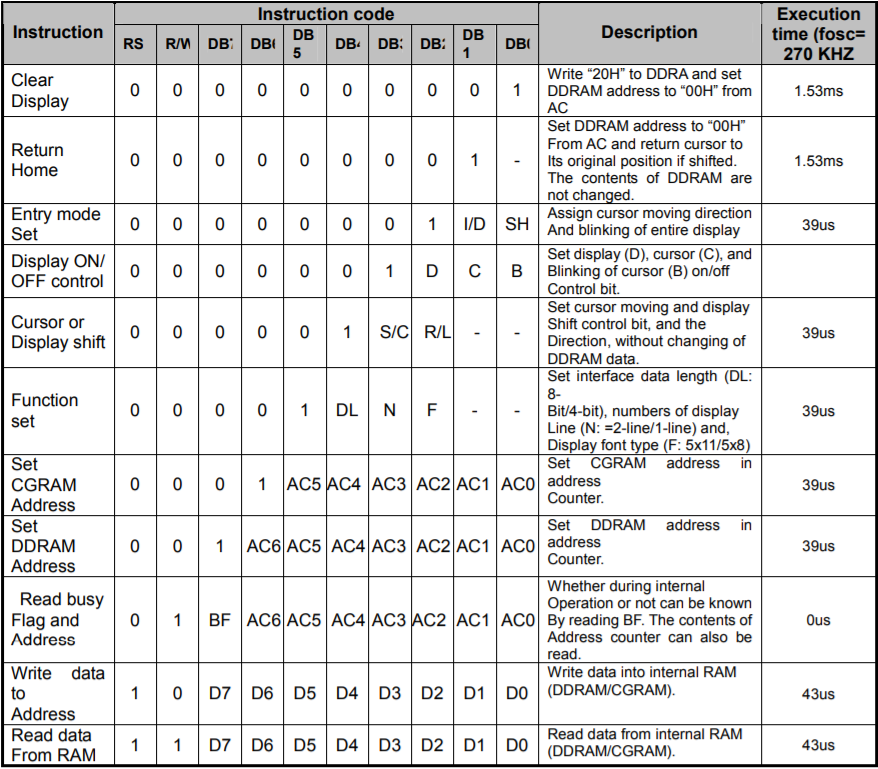 Instruction Instruction code Description Execution time (fosc= 270 KHZ
RS R/W DB7 DB6 DB5 DB4 DB3 DB2 DB1 DB0
Clear Display 0 0 0 0 0 0 0 0 0 1 Write “20H” to DDRA and set DDRAM address to “00H” from AC 1.53ms
Return Home 0 0 0 0 0 0 0 0 1 - Set DDRAM address to “00H” From AC and return cursor to Its original position if shifted. The contents of DDRAM are not changed. 1.53ms
Entry mode Set 0 0 0 0 0 0 0 1 I/D SH Assign cursor moving direction And blinking of entire display 39us
Display ON/ OFF control 0 0 0 0 0 0 1 D C B Set display (D), cursor (C), and Blinking of cursor (B) on/off Control bit.
Cursor or Display shift 0 0 0 0 0 1 S/C R/L - - Set cursor moving and display Shift control bit, and the Direction, without changing of DDRAM data. 39us
Function set 0 0 0 0 1 DL N F - - Set interface data length (DL: 8- Bit/4-bit), numbers of display Line (N: =2-line/1-line) and, Display font type (F: 5x11/5x8) 39us
Set CGRAM Address 0 0 0 1 AC5 AC4 AC3 AC2 AC1 AC0 Set CGRAM address in address Counter. 39us
Set DDRAM Address 0 0 1 AC6 AC5 AC4 AC3 AC2 AC1 AC0 Set DDRAM address in address Counter. 39us
Read busy Flag and Address 0 1 BF AC6 AC5 AC4 AC3 AC2 AC1 AC0 Whether during internal Operation or not can be known By reading BF. The contents of Address counter can also be read. 0us
Write data to Address 1 0 D7 D6 D5 D4 D3 D2 D1 D0 Write data into internal RAM (DDRAM/CGRAM). 43us
Read data From RAM 1 1 D7 D6 D5 D4 D3 D2 D1 D0 Read data from internal RAM (DDRAM/CGRAM). 43us